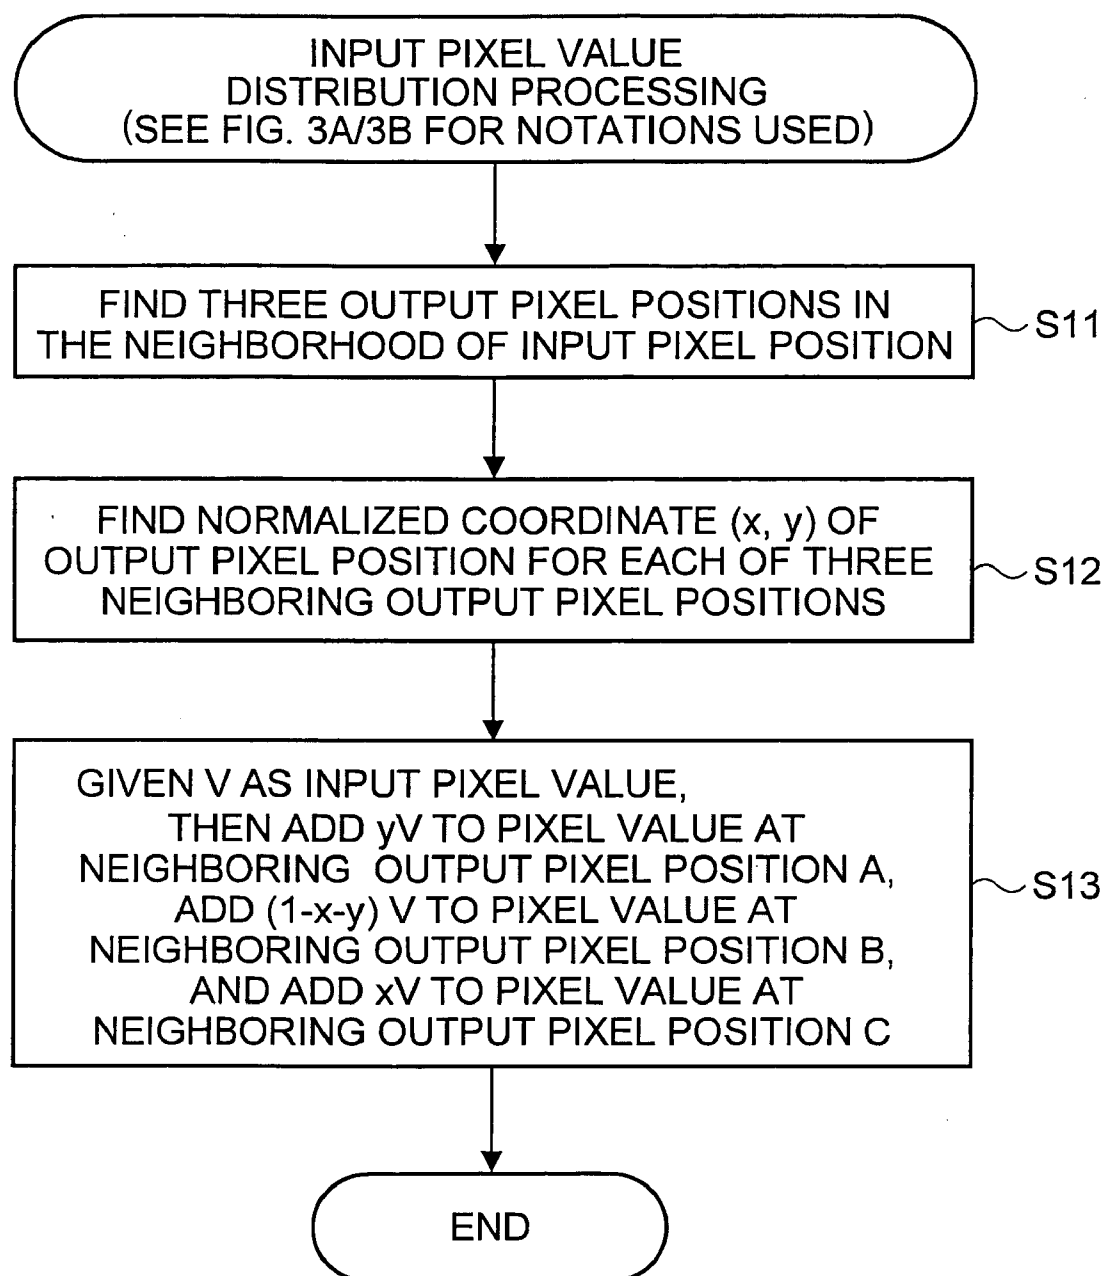 INPUT PIXEL VALUE
DISTRIBUTION PROCESSING
(SEE FIG. 3A/3B FOR NOTATIONS USED)
FIND THREE OUTPUT PIXEL POSITIONS IN
THE NEIGHBORHOOD OF INPUT PIXEL POSITION
S11
FIND NORMALIZED COORDINATE (x, y) OF
OUTPUT PIXEL POSITION FOR EACH OF THREE
NEIGHBORING OUTPUT PIXEL POSITIONS
S12
GIVEN V AS INPUT PIXEL VALUE,
THEN ADD yV TO PIXEL VALUE AT
NEIGHBORING OUTPUT PIXEL POSITION A,
ADD (1-x-y) V TO PIXEL VALUE AT
NEIGHBORING OUTPUT PIXEL POSITION B,
AND ADD xV TO PIXEL VALUE AT
NEIGHBORING OUTPUT PIXEL POSITION C
S13
END